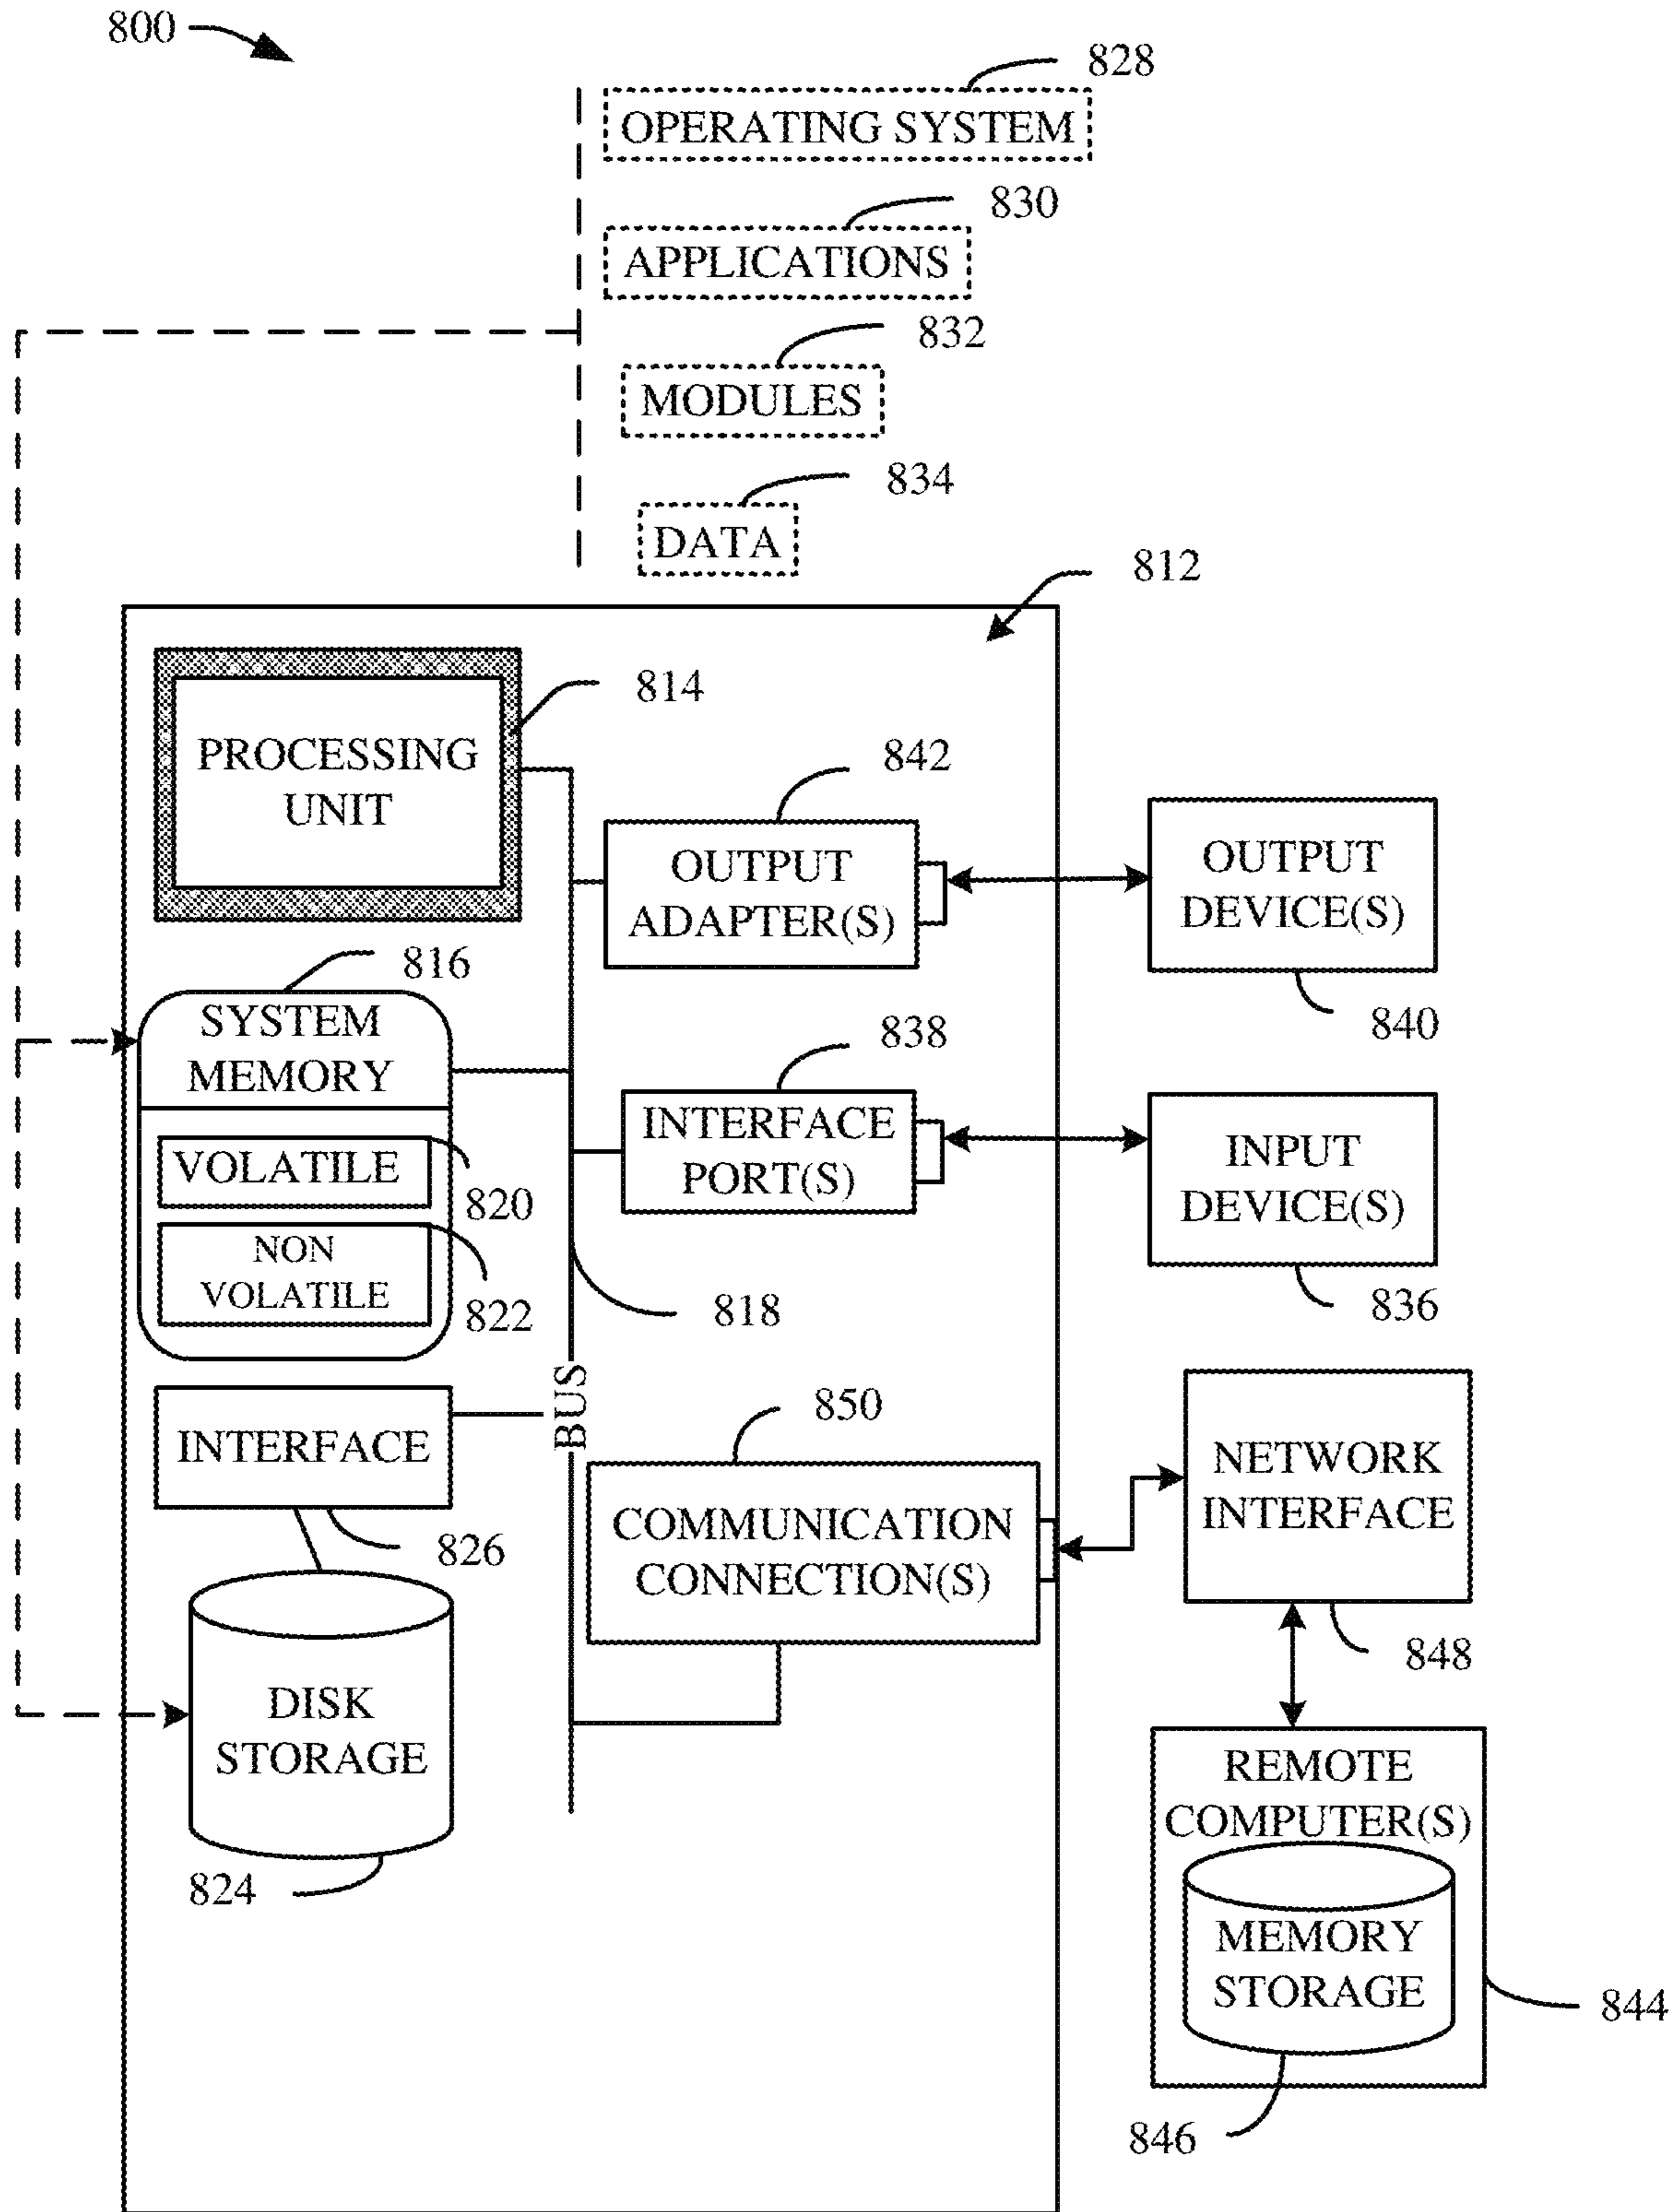 800
828
OPERATING SYSTEM
830
APPLICATIONS
832
MODULES
834
DATA
812
814
PROCESSING
UNIT
842
OUTPUT
ADAPTER(S)
OUTPUT
DEVICE(S)
840
816
SYSTEM
MEMORY
VOLATILE
820
NON
VOLATILE
822
838
INTERFACE
PORT(S)
INPUT
DEVICE(S)
836
818
BUS
INTERFACE
826
850
COMMUNICATION
CONNECTION(S)
NETWORK
INTERFACE
848
DISK
STORAGE
824
REMOTE
COMPUTER(S)
MEMORY
STORAGE
844
846